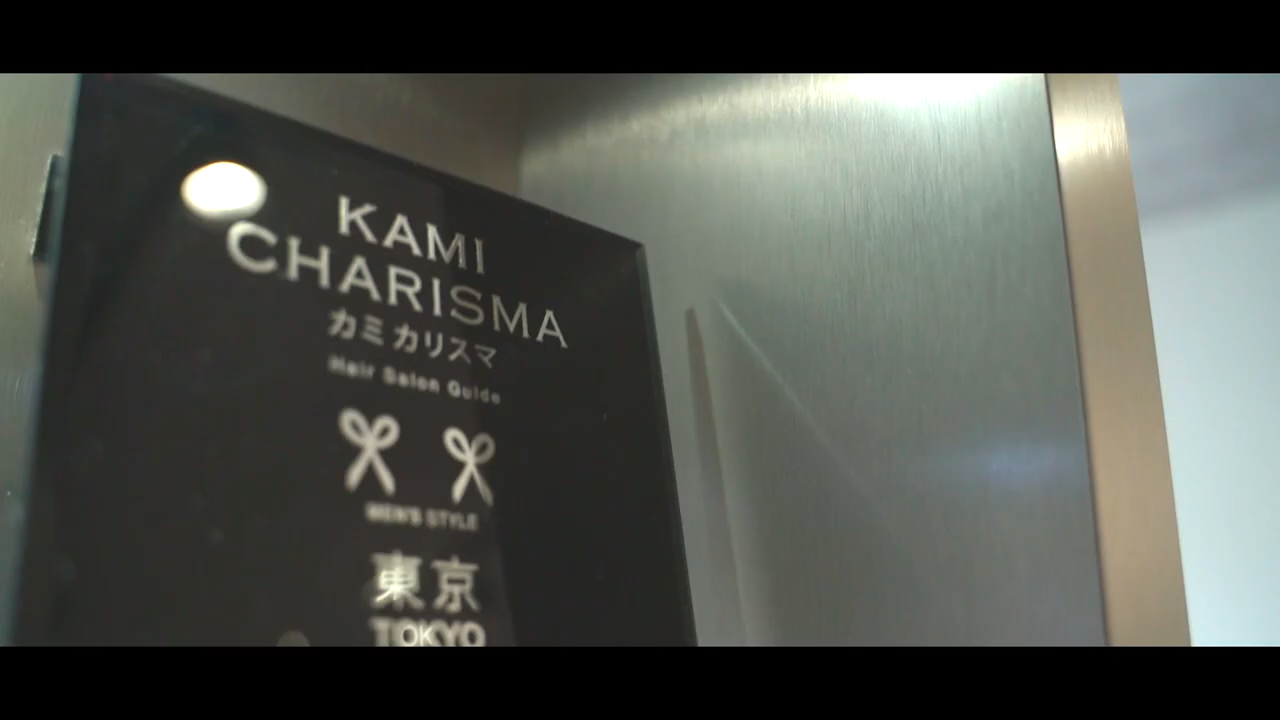 KAMI
CHARISMA
カミカリスマ
Hair Salon Guide
MEN'S STYLE
東京
TOKYO